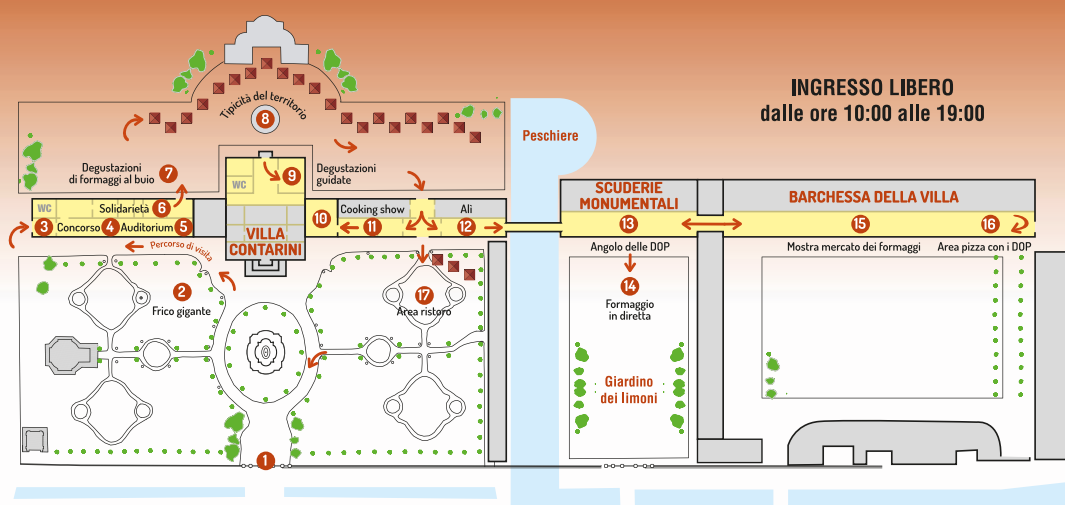 INGRESSO LIBERO
dalle ore 10:00 alle 19:00
Tipicità del territorio
8
Peschiere
Degustazioni
di formaggi al buio
7
WC
9
Degustazioni
guidate
WC
Solidarietà
6
3
Concorso
4
Auditorium
5
VILLA
CONTARINI
10
Cooking show
11
Ali
12
SCUDERIE
MONUMENTALI
13
Angolo delle DOP
BARCHESSA DELLA VILLA
15
16
Mostra mercato dei formaggi
Area pizza con i DOP
Percorso di visita
2
Frico gigante
17
Area ristoro
14
Formaggio
in diretta
Giardino
dei limoni
1